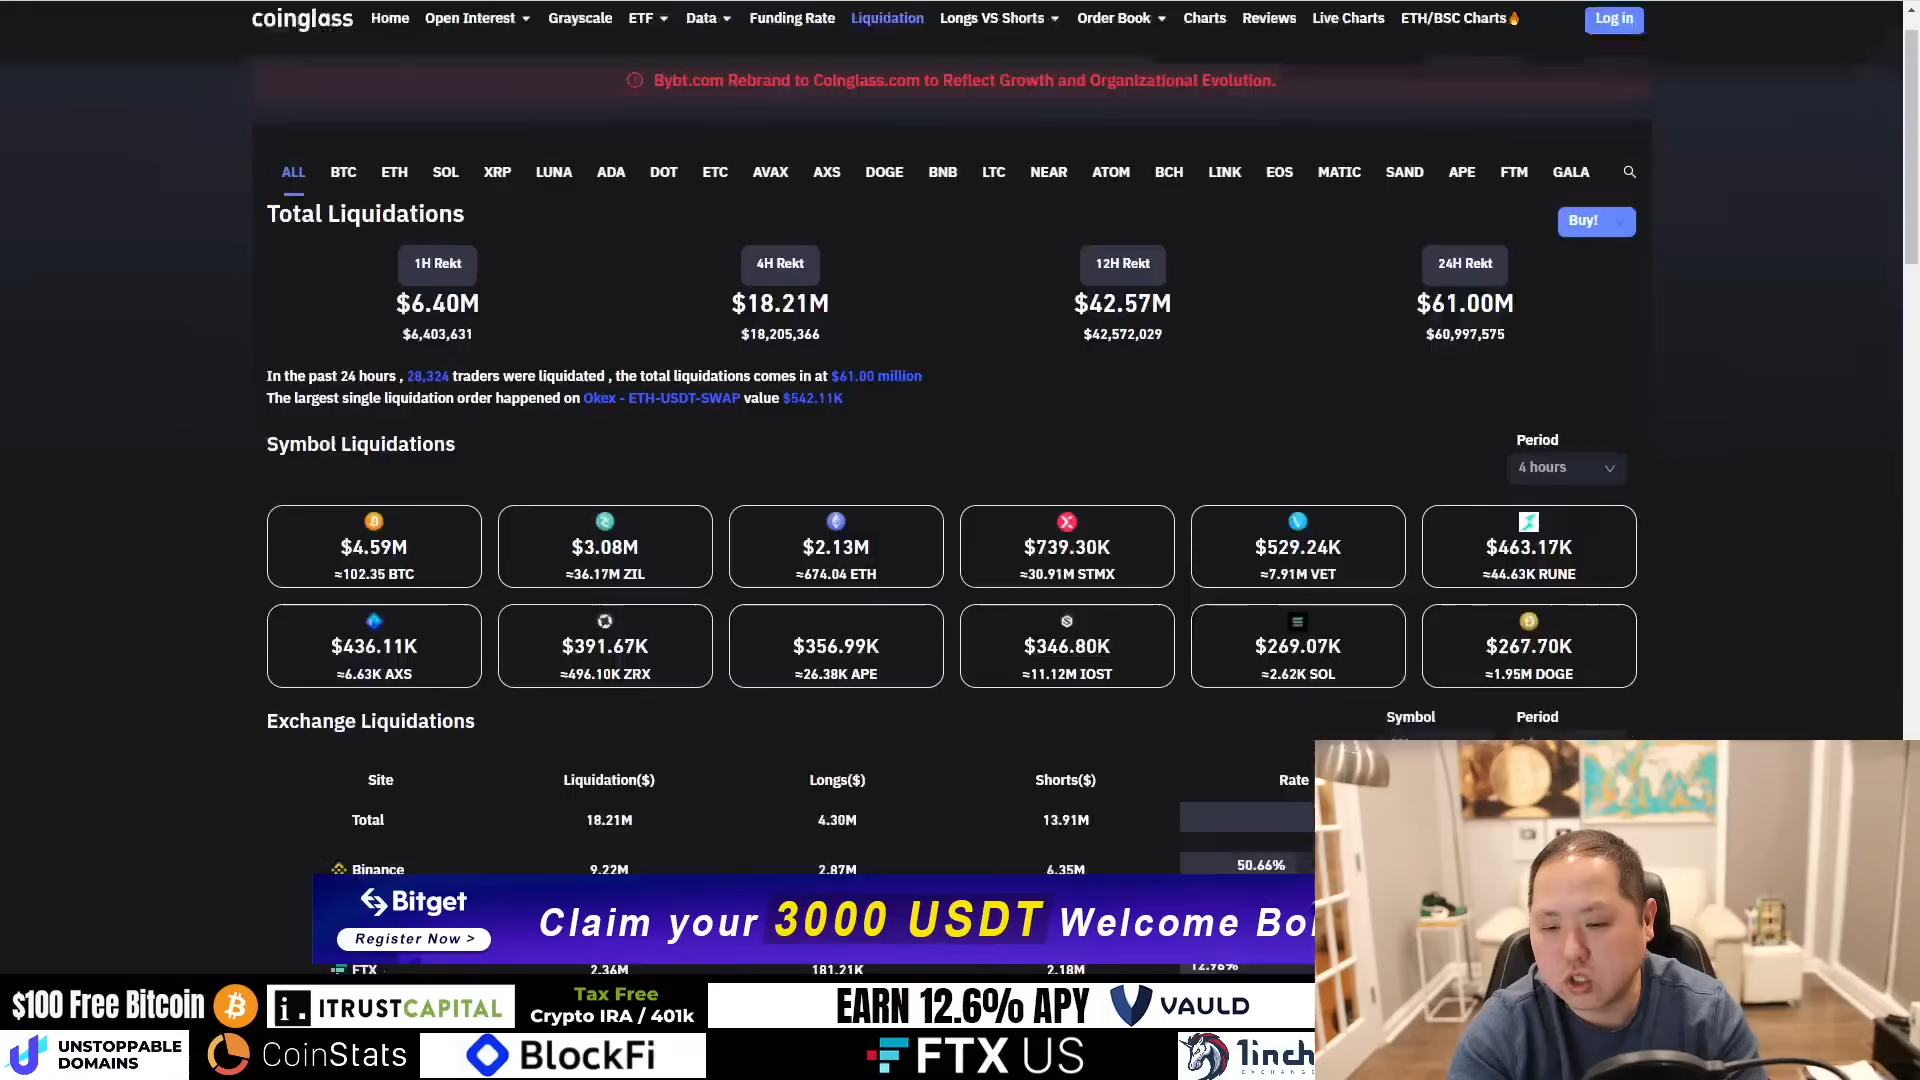 coinglass Home Open Interest Grayscale ETF Data Funding Rate Liquidation Longs VS Shorts Order Book Charts Reviews Live Charts ETH/BSC Charts Log in
Bybt.com Rebrand to Coinglass.com to Reflect Growth and Organizational Evolution.
ALL BTC ETH SOL XRP LUNA ADA DOT ETC AVAX AXS DOGE BNB LTC NEAR ATOM BCH LINK EOS MATIC SAND APE FTM GALA
Total Liquidations
Buy!
1H Rekt 4H Rekt 12H Rekt 24H Rekt
$6.40M $18.21M $42.57M $61.00M
$6,403,631 $18,205,366 $42,572,029 $60,997,575
In the past 24 hours , 28,324 traders were liquidated , the total liquidations comes in at $61.00 million
The largest single liquidation order happened on Okex - ETH-USDT-SWAP value $542.11K
Symbol Liquidations
Period
4 hours
$4.59M $3.08M $2.13M $739.30K $529.24K $463.17K
≈102.35 BTC ≈36.17M ZIL ≈674.04 ETH ≈30.91M STMX ≈7.91M VET ≈44.63K RUNE
$436.11K $391.67K $356.99K $346.80K $269.07K $267.70K
≈6.63K AXS ≈496.10K ZRX ≈26.38K APE ≈11.12M IOST ≈2.62K SOL ≈1.95M DOGE
Exchange Liquidations
Symbol Period
Site Liquidation($) Longs($) Shorts($) Rate
Total 18.21M 4.30M 13.91M
Binance 9.22M 2.87M 6.35M 50.66%
Bitget
Register Now >
Claim your 3000 USDT Welcome
FTX 2.36M 181.21K 2.18M 12.96%
$100 Free Bitcoin
i. ITRUSTCAPITAL
Tax Free
Crypto IRA / 401k
EARN 12.6% APY VAULD
UNSTOPPABLE
DOMAINS
CoinStats
BlockFi
FTX US
1inch